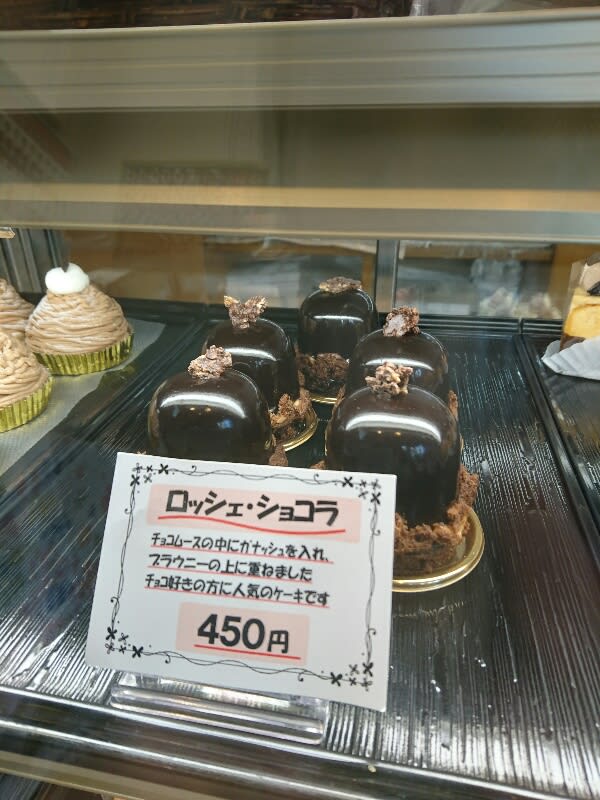 ロッシェ・ショコラ
チョコムースの中にガナッシュを入れ、
ブラウニーの上に重ねました
チョコ好きの方に人気のケーキです
450円